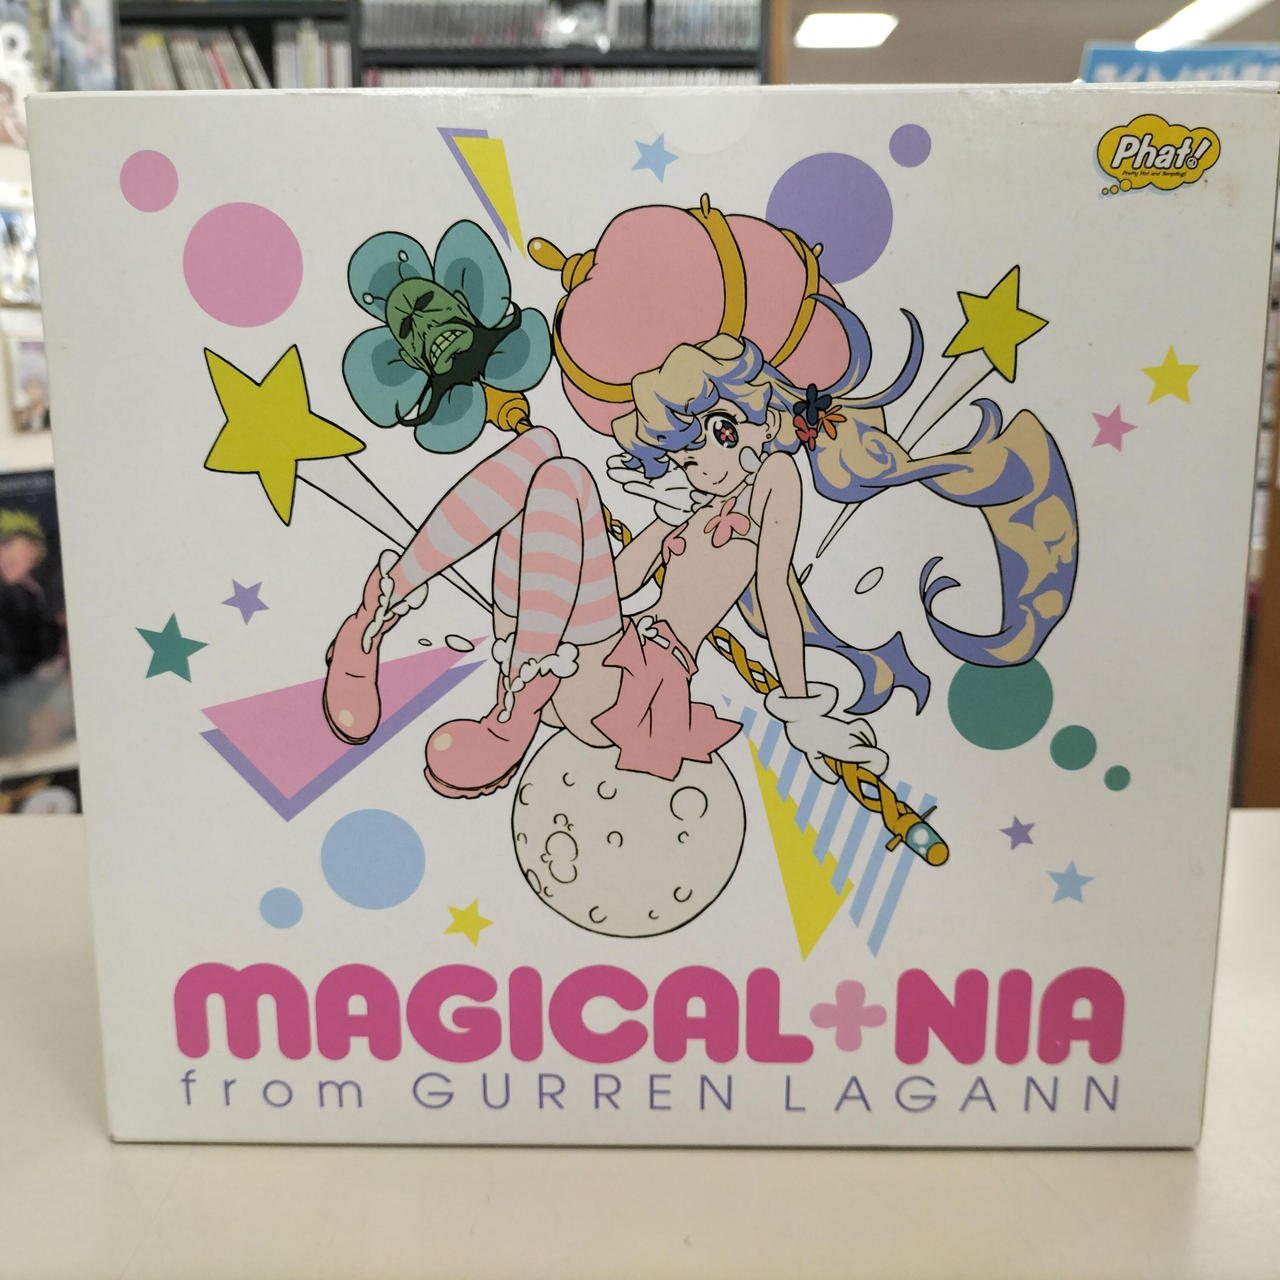 Phat!
MAGICAL+NIA
from GURREN LAGANN